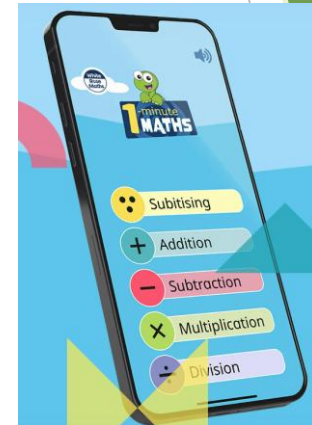 White
Rose
Maths
1-minute
MATHS
Subitising
+ Addition
− Subtraction
× Multiplication
÷ Division